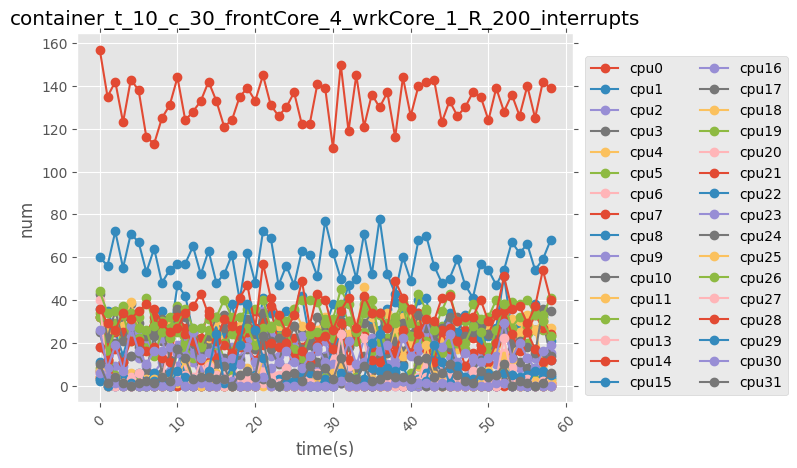 container_t_10_c_30_frontCore_4_wrkCore_1_R_200_interrupts
160
140
120
100
80
60
40
20
0
num
0
10
20
30
40
50
60
time(s)
cpu0
cpu1
cpu2
cpu3
cpu4
cpu5
cpu6
cpu7
cpu8
cpu9
cpu10
cpu11
cpu12
cpu13
cpu14
cpu15
cpu16
cpu17
cpu18
cpu19
cpu20
cpu21
cpu22
cpu23
cpu24
cpu25
cpu26
cpu27
cpu28
cpu29
cpu30
cpu31